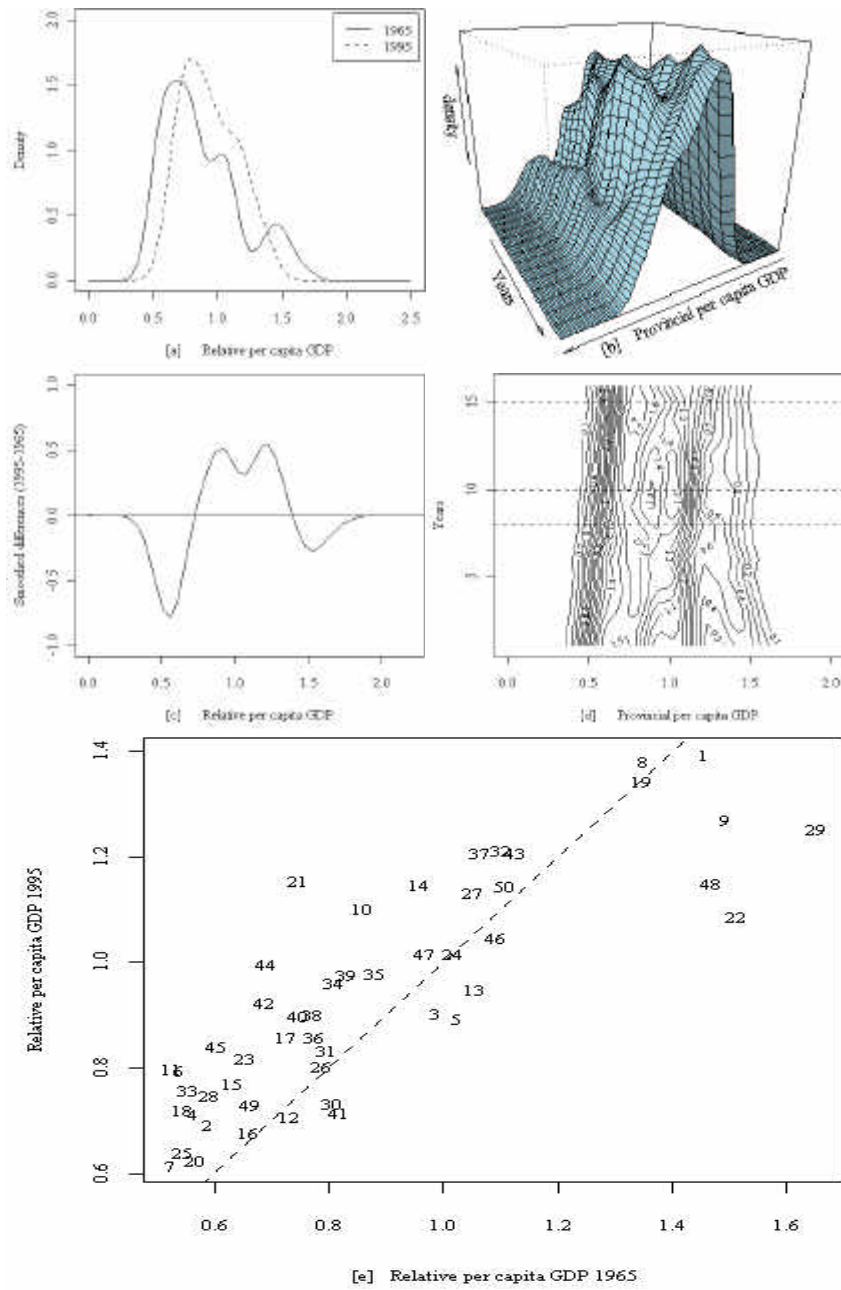 2.0
1.5
1.0
0.5
0.0
Density
1965
1995
0.0 0.5 1.0 1.5 2.0 2.5
[a] Relative per capita GDP
density
Years
[b] Provincial per capita GDP
1.0
0.5
0.0
-0.5
-1.0
Smoothed differences (1995-1965)
0.0 0.5 1.0 1.5 2.0
[c] Relative per capita GDP
15
10
5
Years
0.0 0.5 1.0 1.5 2.0
[d] Provincial per capita GDP
1.4
1.2
1.0
0.8
0.6
Relative per capita GDP 1995
8 1
19
9
29
37 32 43
21 14 27 50 48
10 22
46
47 24
44 34 39 35
13
42 40 38 3 5
17 36
45 23 31
11 6 26
33 28 15
18 4 49 30
2 16 12 41
25
7 20
0.6 0.8 1.0 1.2 1.4 1.6
[e] Relative per capita GDP 1965